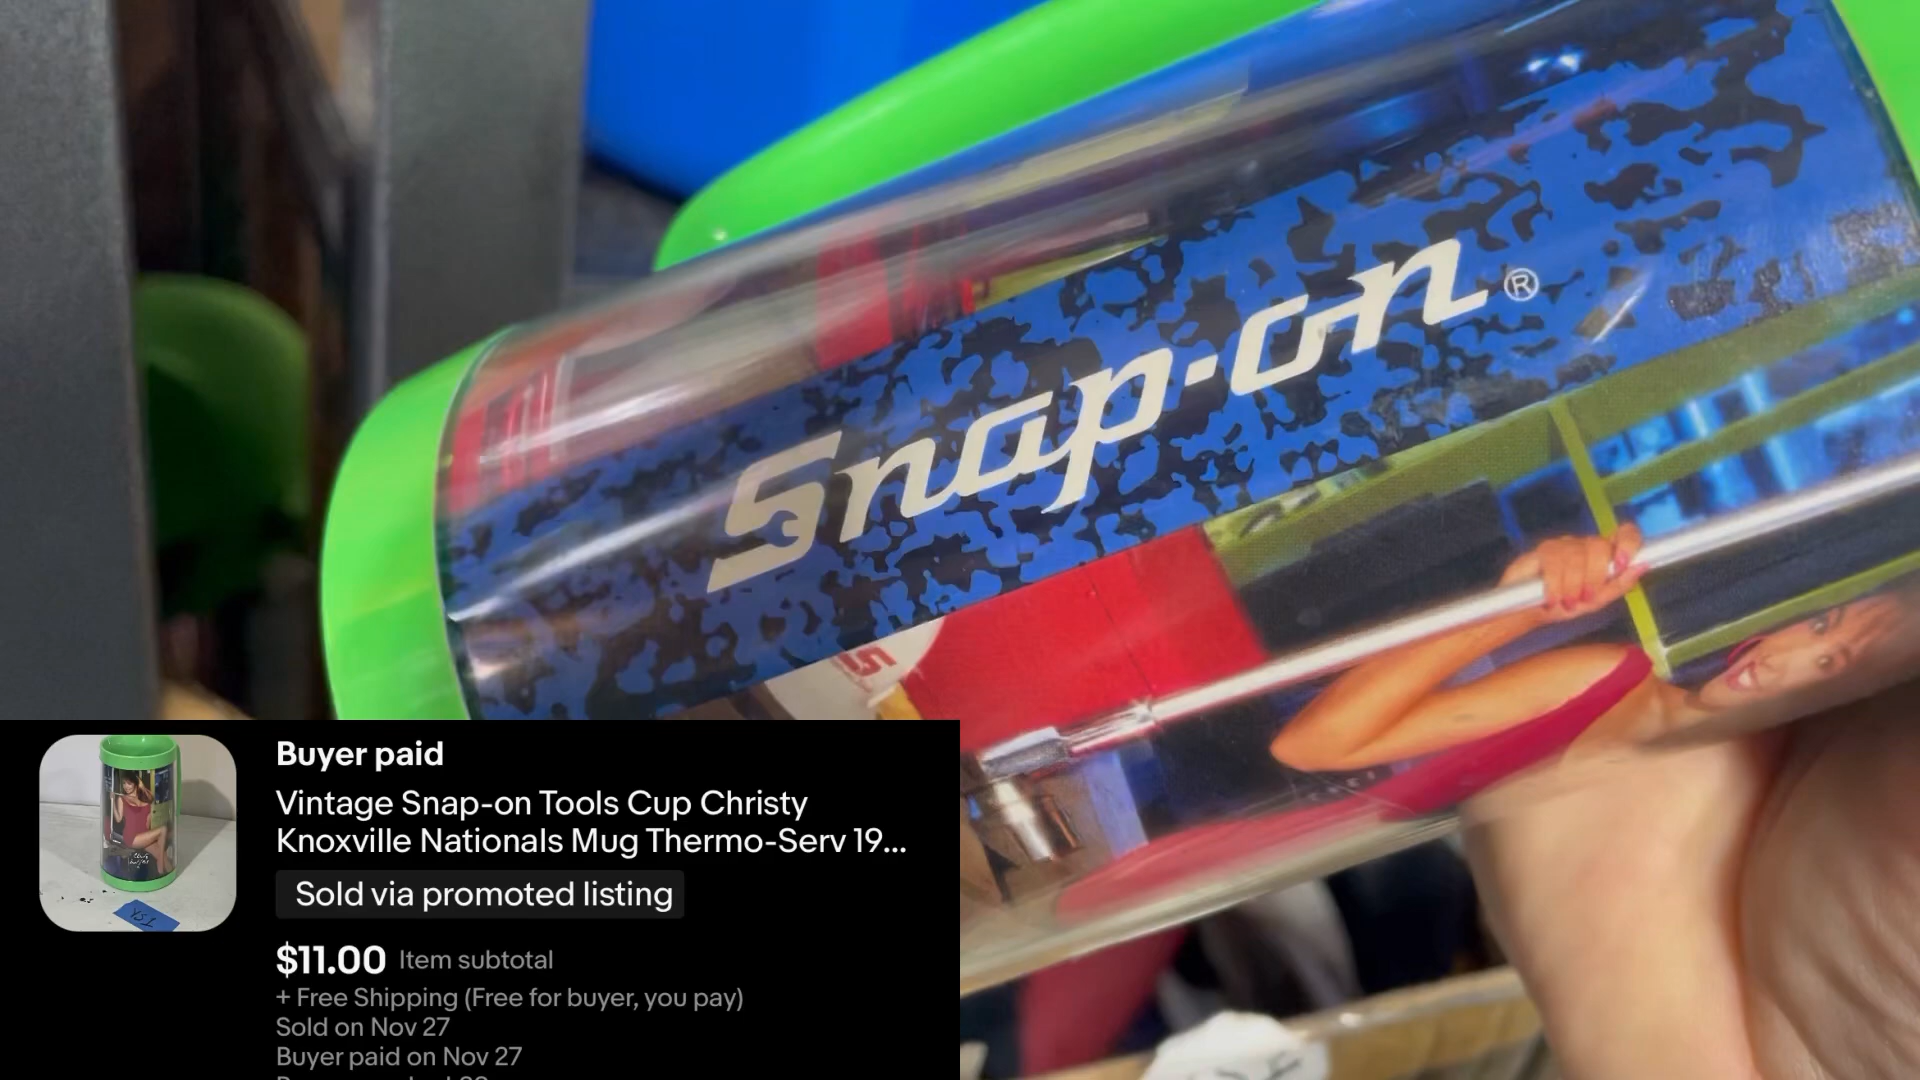 Snap-on®
S
Buyer paid
Vintage Snap-on Tools Cup Christy
Knoxville Nationals Mug Thermo-Serv 19...
Sold via promoted listing
$11.00 Item subtotal
+ Free Shipping (Free for buyer, you pay)
Sold on Nov 27
Buyer paid on Nov 27